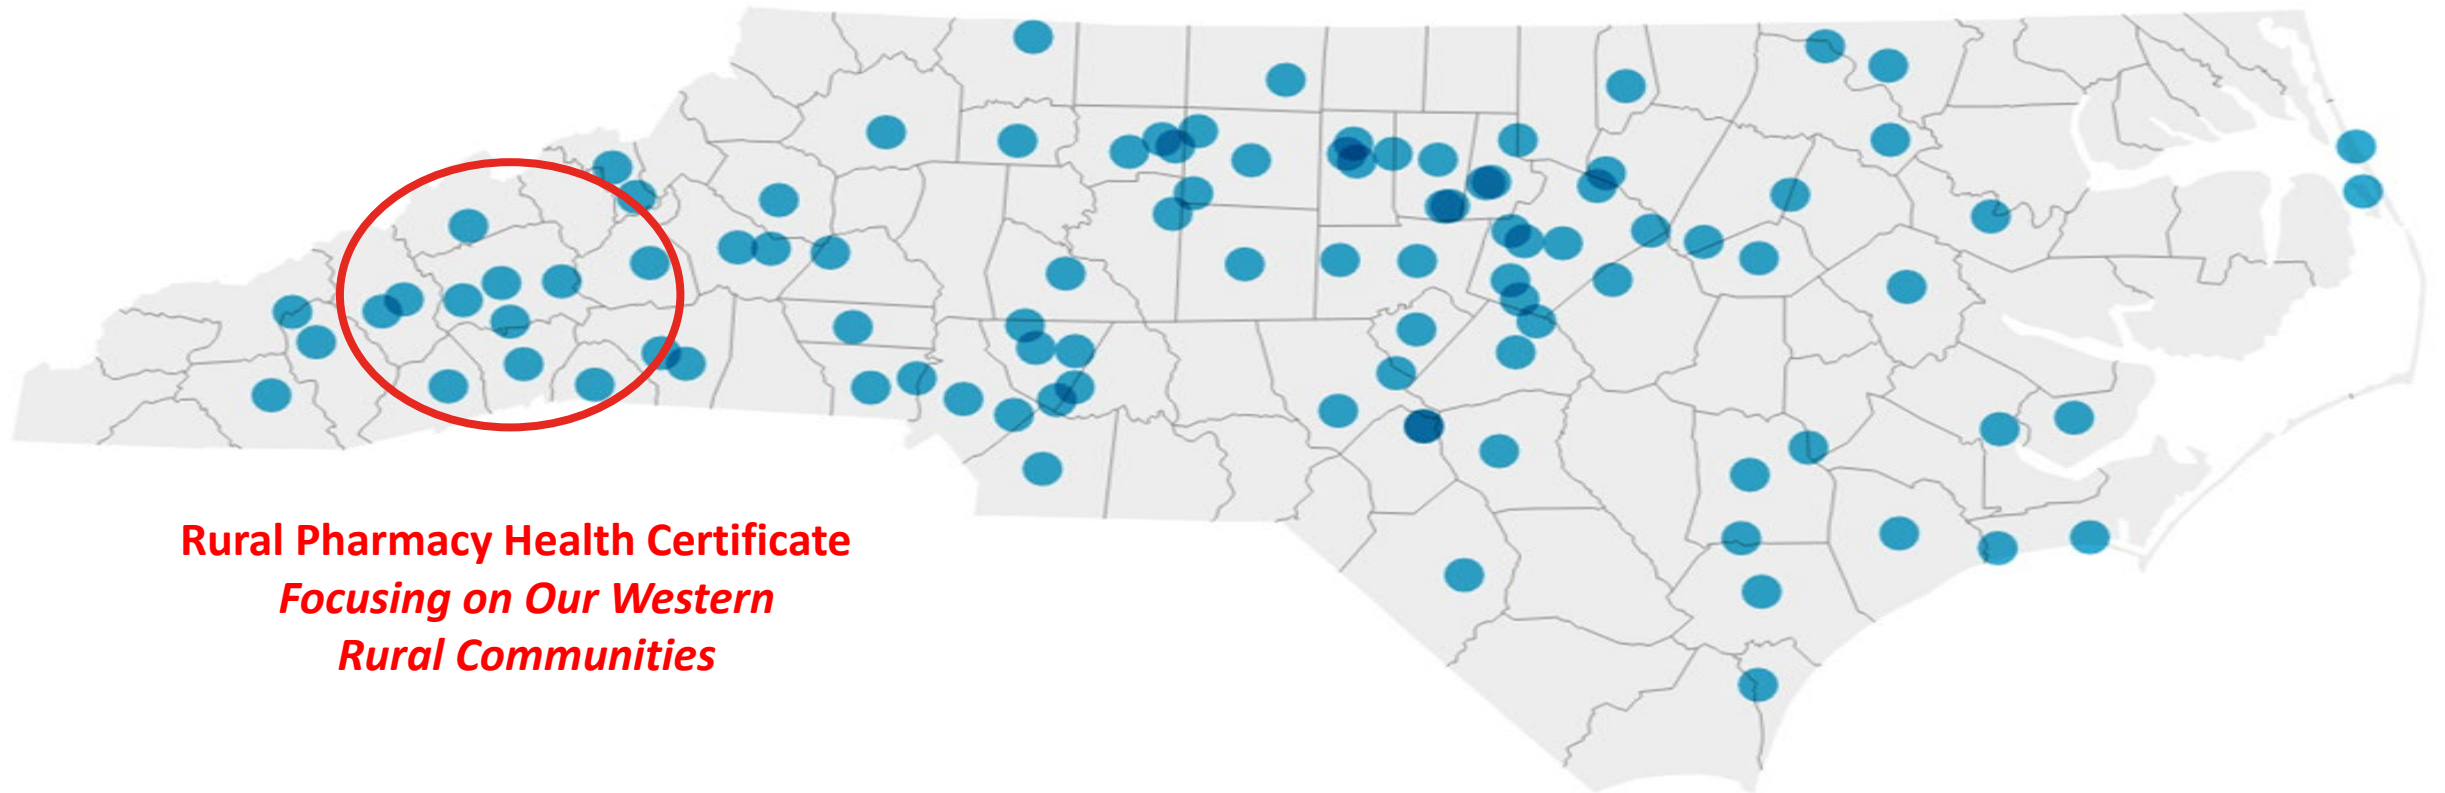 Rural Pharmacy Health Certificate
Focusing on Our Western
Rural Communities